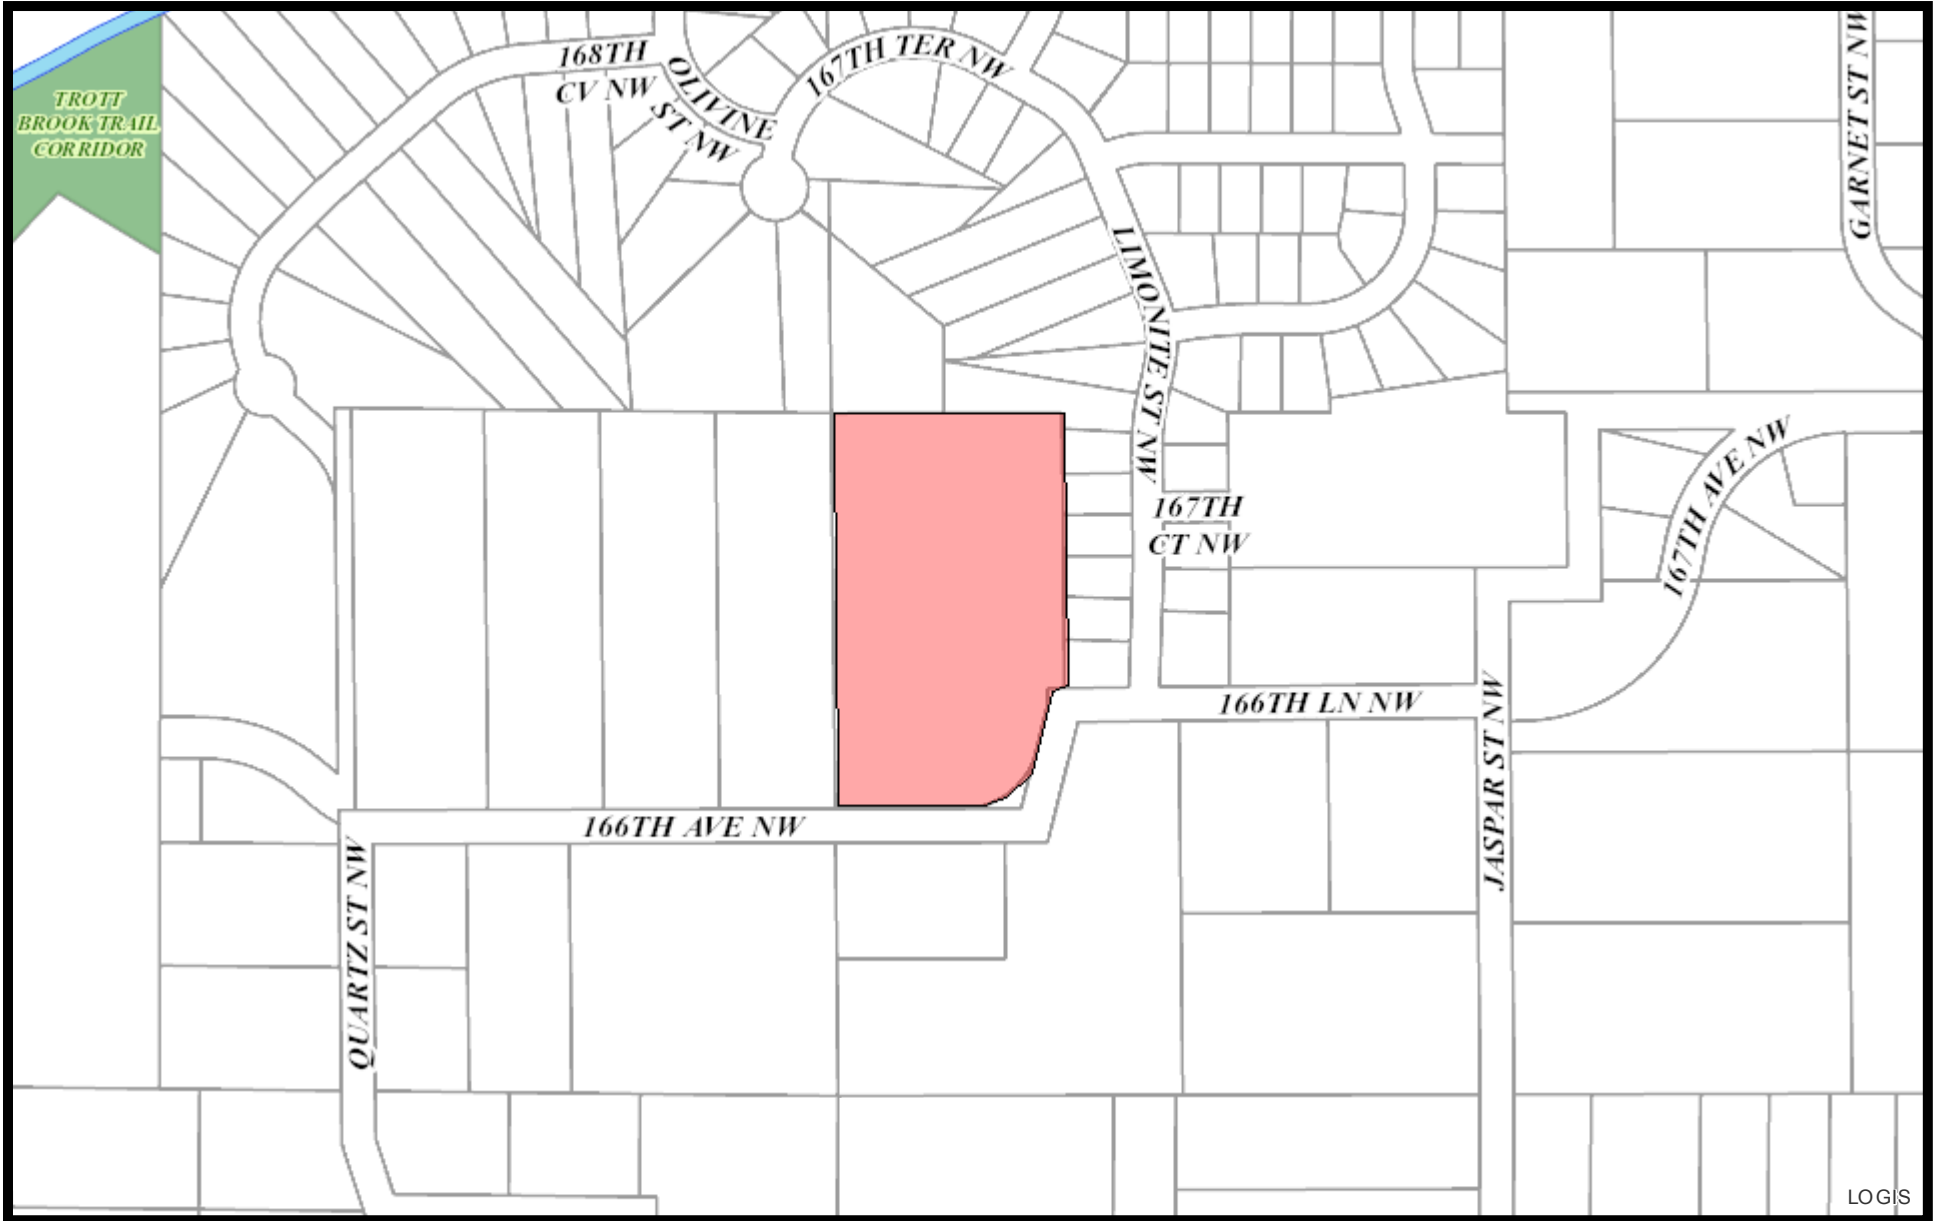 168TH
CV NW
OLIVINE
ST NW
167TH TER NW
GARNET ST NW
TROTT
BROOK TRAIL
CORRIDOR
LIMONITE ST NW
167TH
CT NW
167TH AVE NW
166TH LN NW
JASPAR ST NW
166TH AVE NW
QUARTZ ST NW
LOGIS